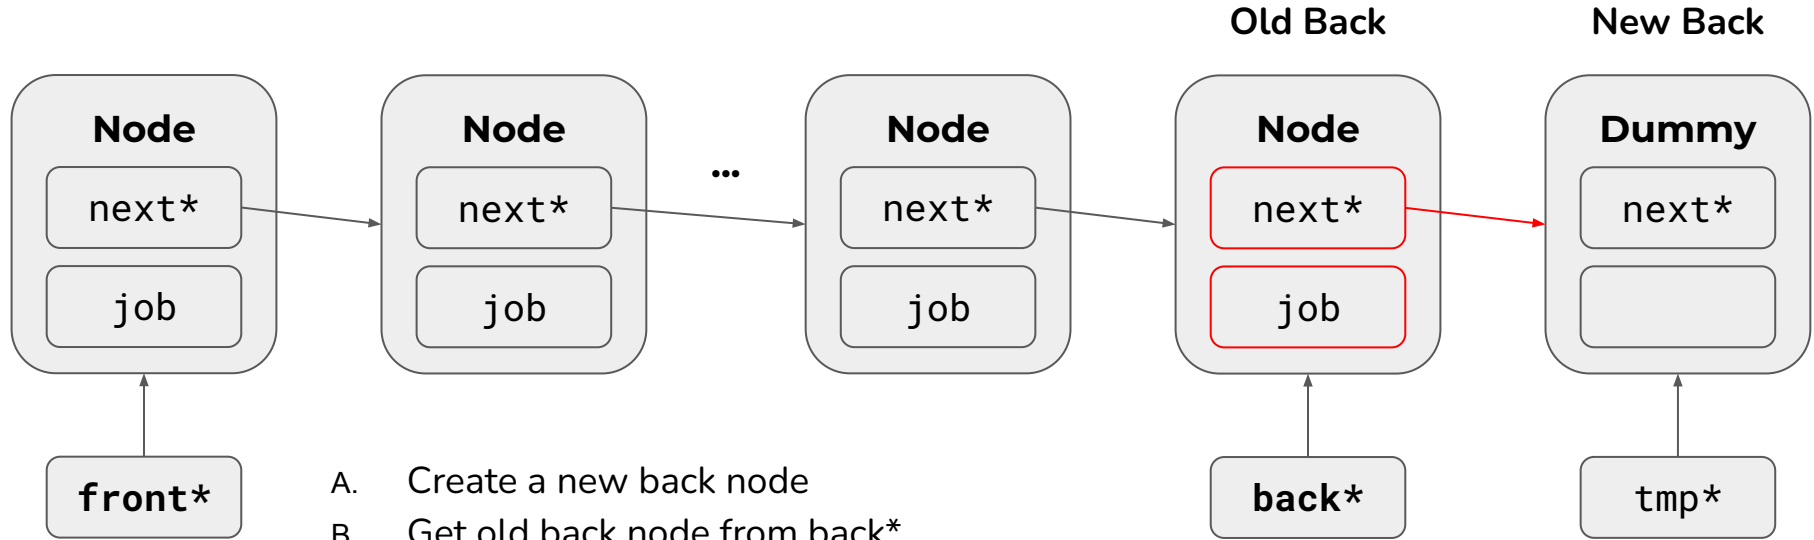 Old Back
New Back
Node
Node
...
Node
Node
Dummy
next*
next*
next*
next*
next*
job
job
job
job
front*
A. Create a new back node
B. Get old back node from back*
back*
tmp*